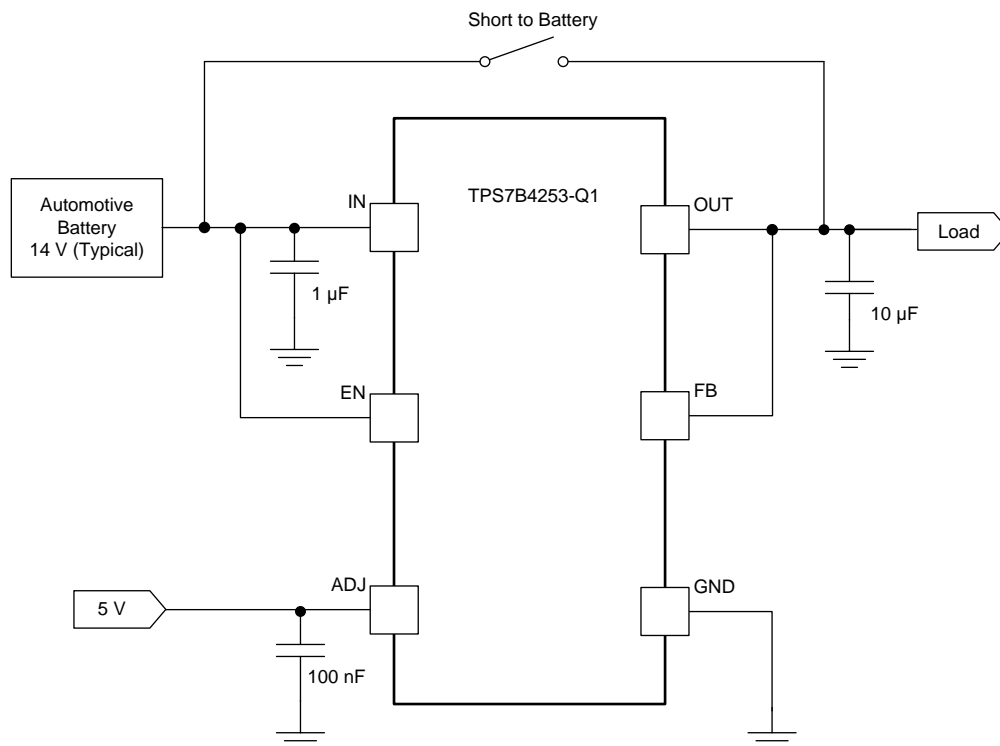 Short to Battery
TPS7B4253-Q1
IN
OUT
Automotive
Battery
14 V (Typical)
Load
1 µF
10 µF
EN
FB
ADJ
GND
5 V
100 nF